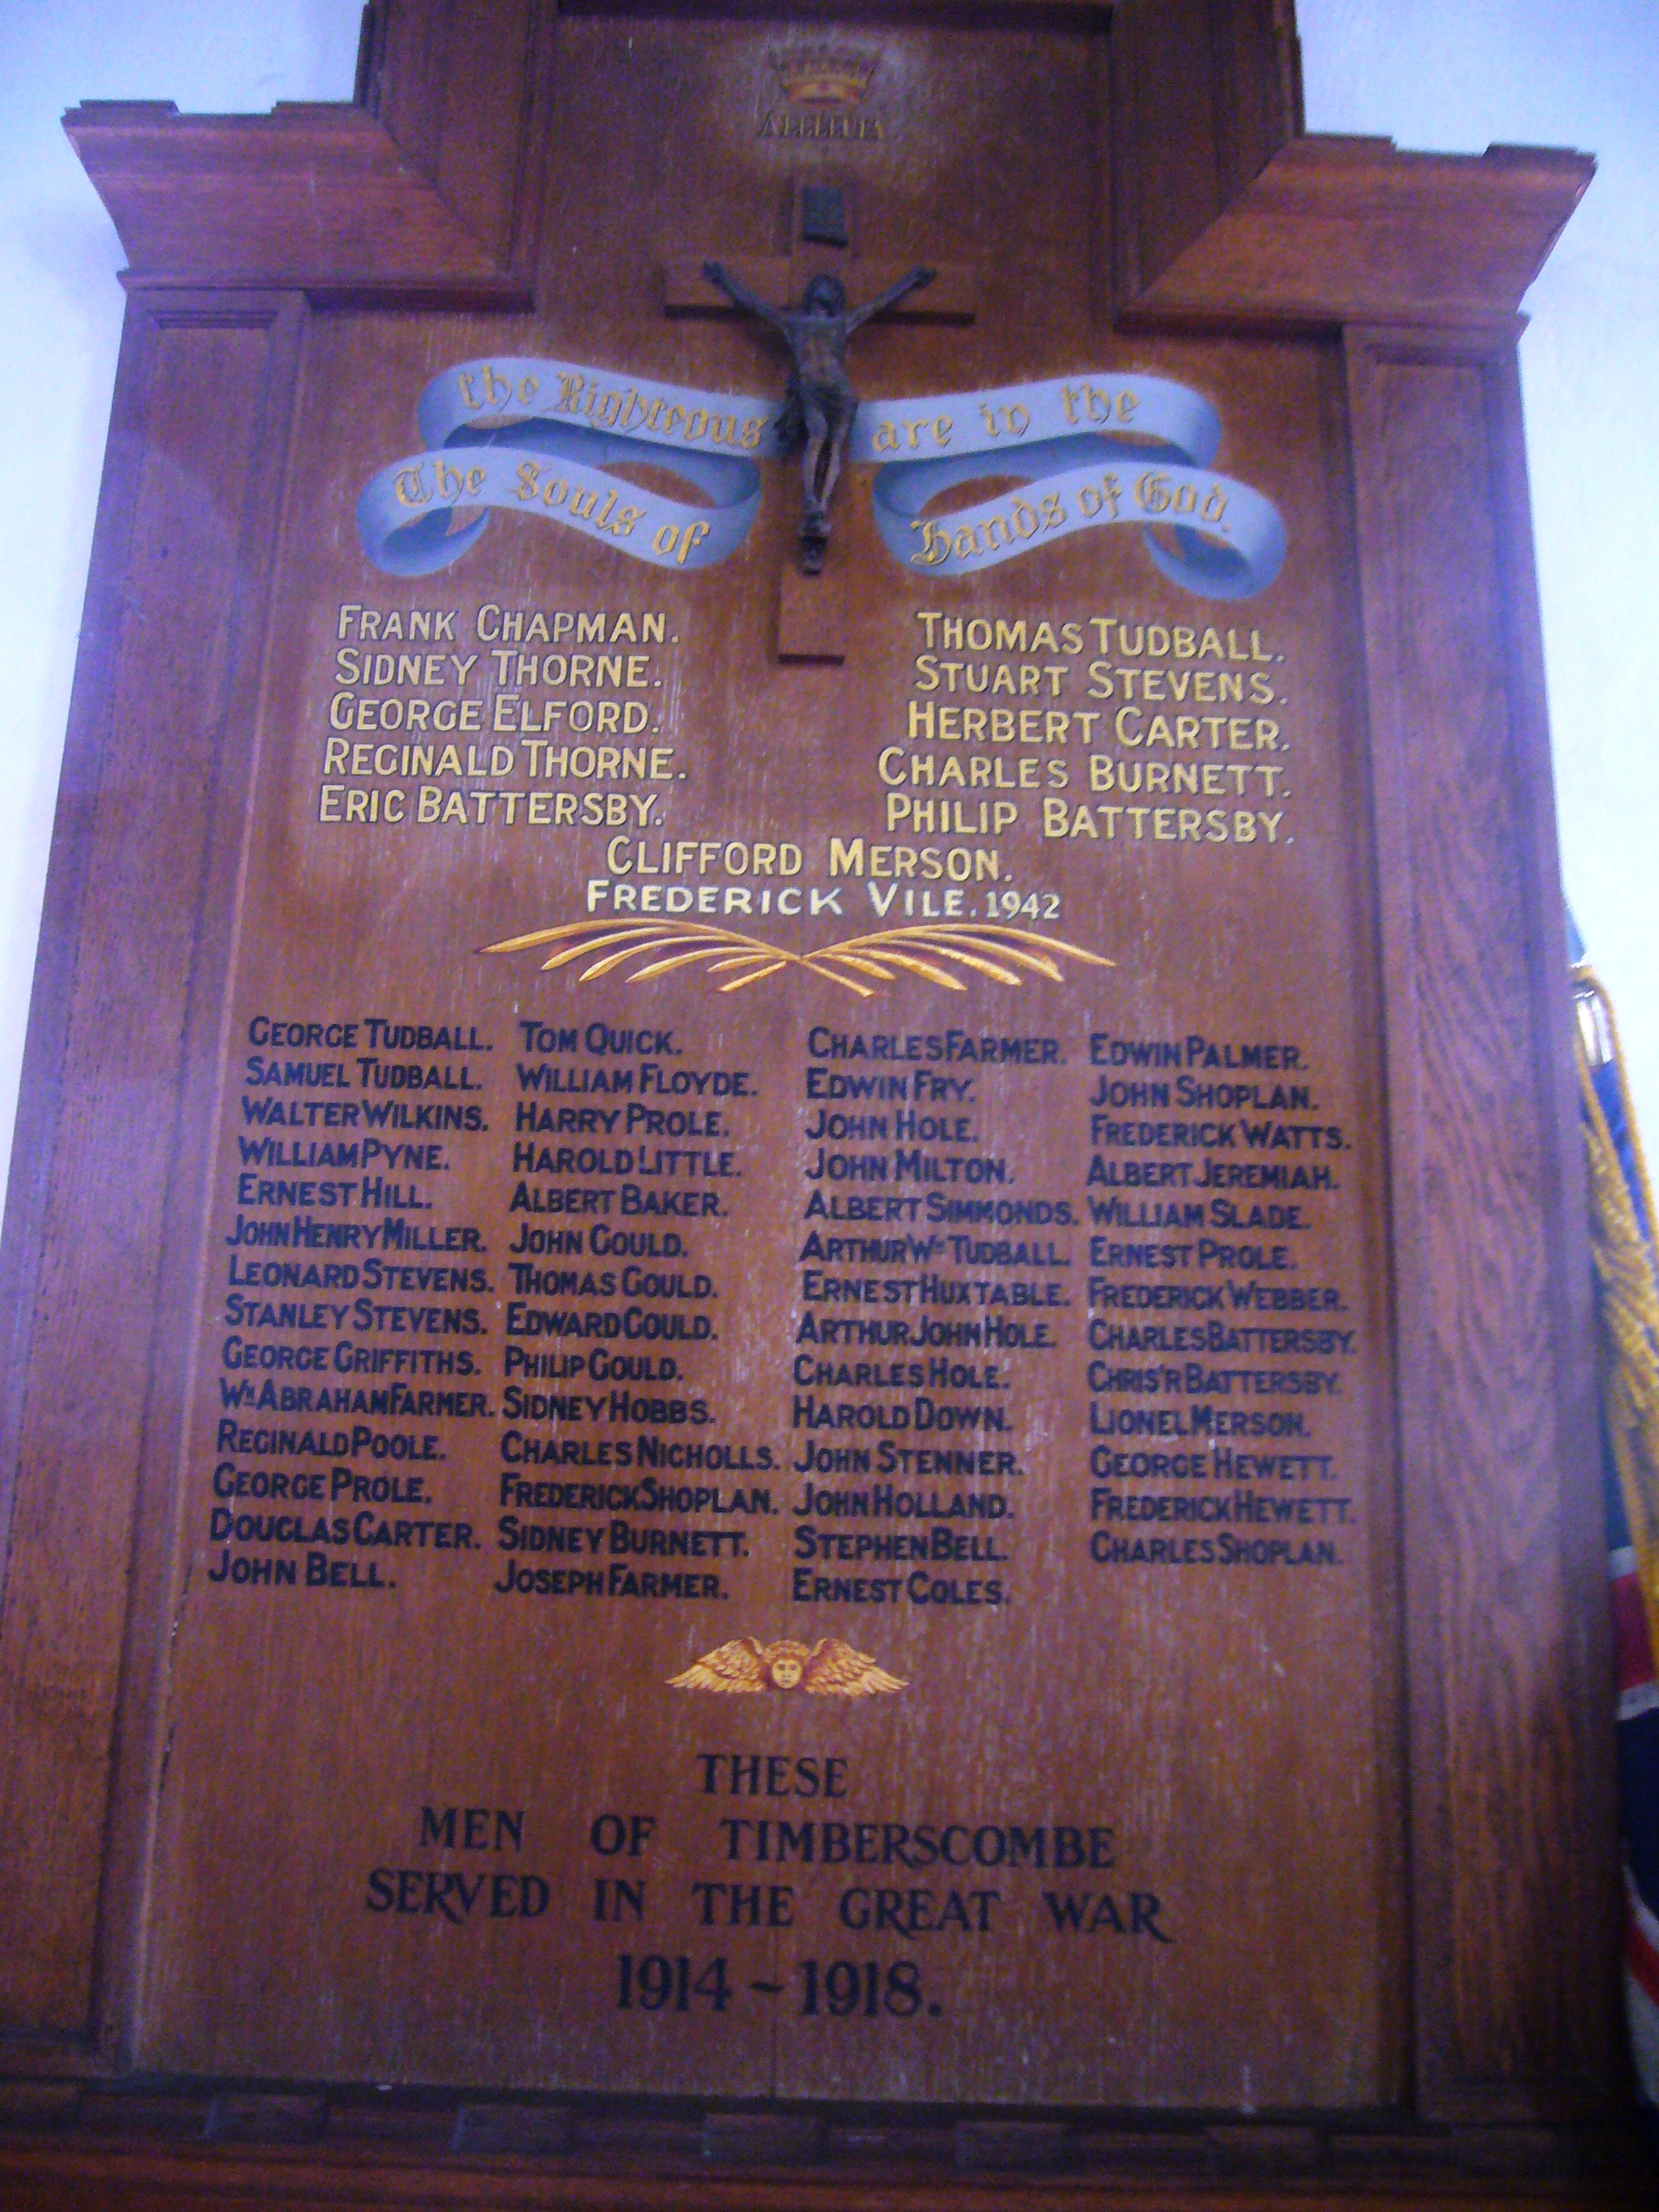 ALLELUIA
The Souls of
the Righteous
are in the
hands of God.
FRANK CHAPMAN.
SIDNEY THORNE.
GEORGE ELFORD.
REGINALD THORNE.
ERIC BATTERSBY.
THOMAS TUDBALL.
STUART STEVENS.
HERBERT CARTER.
CHARLES BURNETT.
PHILIP BATTERSBY.
CLIFFORD MERSON.
FREDERICK VILE. 1942
GEORGE TUDBALL.
SAMUEL TUDBALL.
WALTER WILKINS.
WILLIAM PYNE.
ERNEST HILL.
JOHN HENRY MILLER.
LEONARD STEVENS.
STANLEY STEVENS.
GEORGE GRIFFITHS.
WM ABRAHAM FARMER.
REGINALD POOLE.
GEORGE PROLE.
DOUGLAS CARTER.
JOHN BELL.
TOM QUICK.
WILLIAM FLOYDE.
HARRY PROLE.
HAROLD LITTLE.
ALBERT BAKER.
JOHN GOULD.
THOMAS GOULD.
EDWARD GOULD.
PHILIP GOULD.
SIDNEY HOBBS.
CHARLES NICHOLLS.
FREDERICK SHOPLAN.
SIDNEY BURNETT.
JOSEPH FARMER.
CHARLES FARMER.
EDWIN FRY.
JOHN HOLE.
JOHN MILTON.
ALBERT SIMMONDS.
ARTHUR WM TUDBALL.
ERNEST HUXTABLE.
ARTHUR JOHN HOLE.
CHARLES HOLE.
HAROLD DOWN.
JOHN STENNER.
JOHN HOLLAND.
STEPHEN BELL.
ERNEST COLES.
EDWIN PALMER.
JOHN SHOPLAN.
FREDERICK WATTS.
ALBERT JEREMIAH.
WILLIAM SLADE.
ERNEST PROLE.
FREDERICK WEBBER.
CHARLES BATTERSBY.
CHRIS'R BATTERSBY.
LIONEL MERSON.
GEORGE HEWETT.
FREDERICK HEWETT.
CHARLES SHOPLAN.
THESE
MEN OF TIMBERSCOMBE
SERVED IN THE GREAT WAR
1914 ~ 1918.